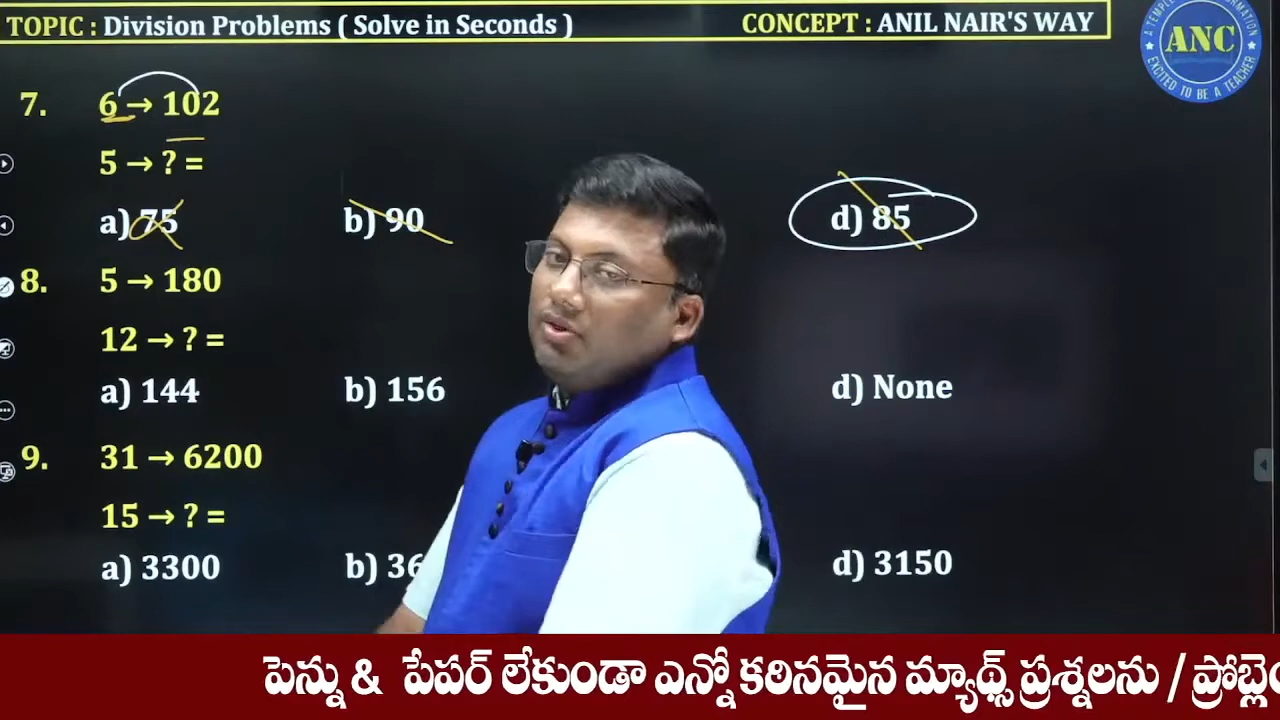 TOPIC : Division Problems ( Solve in Seconds ) CONCEPT : ANIL NAIR'S WAY
A TEMPLE ANC
EXCITED TO BE A TEACHER
7. 6 → 102
5 → ? =
a) 75 b) 90 d) 85
8. 5 → 180
12 → ? =
a) 144 b) 156 d) None
9. 31 → 6200
15 → ? =
a) 3300 b) 36 d) 3150
పెన్ను & పేపర్ లేకుండా ఎన్నో కఠినమైన మ్యాథ్స్ ప్రశ్నలను /